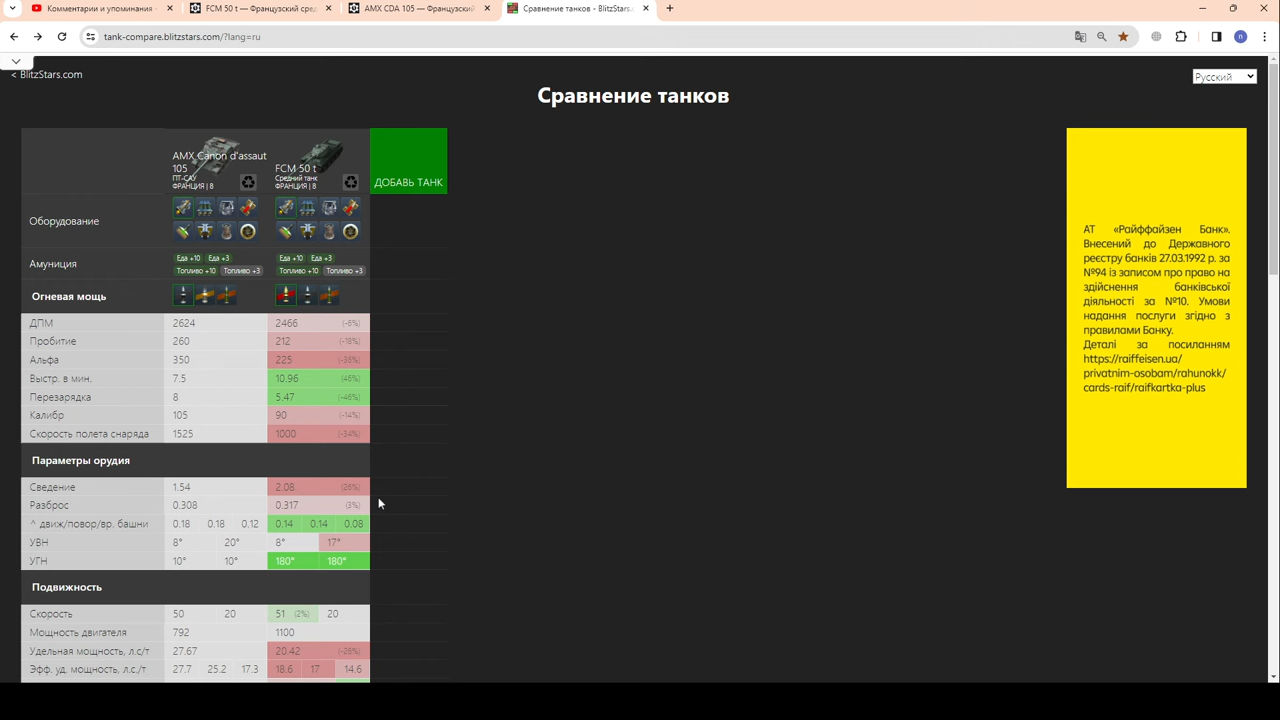 Комментарии и упоминания -
FCM 50 t — Французский сред
AMX CDA 105 — Французский
Сравнение танков - BlitzStars.
tank-compare.blitzstars.com/?lang=ru
n
< BlitzStars.com
Русский
Сравнение танков
AMX Canon d'assaut 105
ПТ-САУ
ФРАНЦИЯ | 8
FCM 50 t
Средний танк
ФРАНЦИЯ | 8
ДОБАВЬ ТАНК
Оборудование
Амуниция
Еда +10 Еда +3 Еда +10 Еда +3
Топливо +10 Топливо +3 Топливо +10 Топливо +3
Огневая мощь
ДПМ 2624 2466 (-6%)
Пробитие 260 212 (-18%)
Альфа 350 225 (-36%)
Выстр. в мин. 7.5 10.96 (46%)
Перезарядка 8 5.47 (-46%)
Калибр 105 90 (-14%)
Скорость полета снаряда 1525 1000 (-34%)
Параметры орудия
Сведение 1.54 2.08 (26%)
Разброс 0.308 0.317 (3%)
^ движ/повор/вр. башни 0.18 0.18 0.12 0.14 0.14 0.08
УВН 8° 20° 8° 17°
УГН 10° 10° 180° 180°
Подвижность
Скорость 50 20 51 (2%) 20
Мощность двигателя 792 1100
Удельная мощность, л.с/т 27.67 20.42 (-26%)
Эфф. уд. мощность, л.с/т 27.7 25.2 17.3 18.6 17 14.6
АТ «Райффайзен Банк».
Внесений до Державного
реєстру банків 27.03.1992 р. за
№94 із записом про право на
здійснення банківської
діяльності за №10. Умови
надання послуги згідно з
правилами Банку.
Деталі за посиланням
https://raiffeisen.ua/
privatnim-osobam/rahunokk/
cards-raif/raifkartka-plus